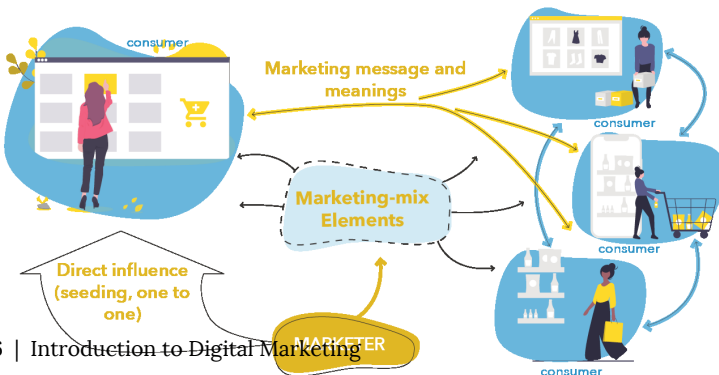 consumer
Marketing message and
meanings
consumer
Marketing-mix
Elements
consumer
Direct influence
(seeding, one to
one)
MARKETER
| Introduction to Digital Marketing
consumer